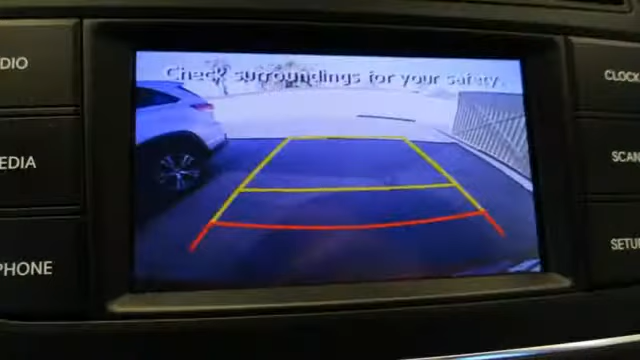 Check surroundings for your safety.
DIO
CLOCK
EDIA
SCAN
PHONE
SETU